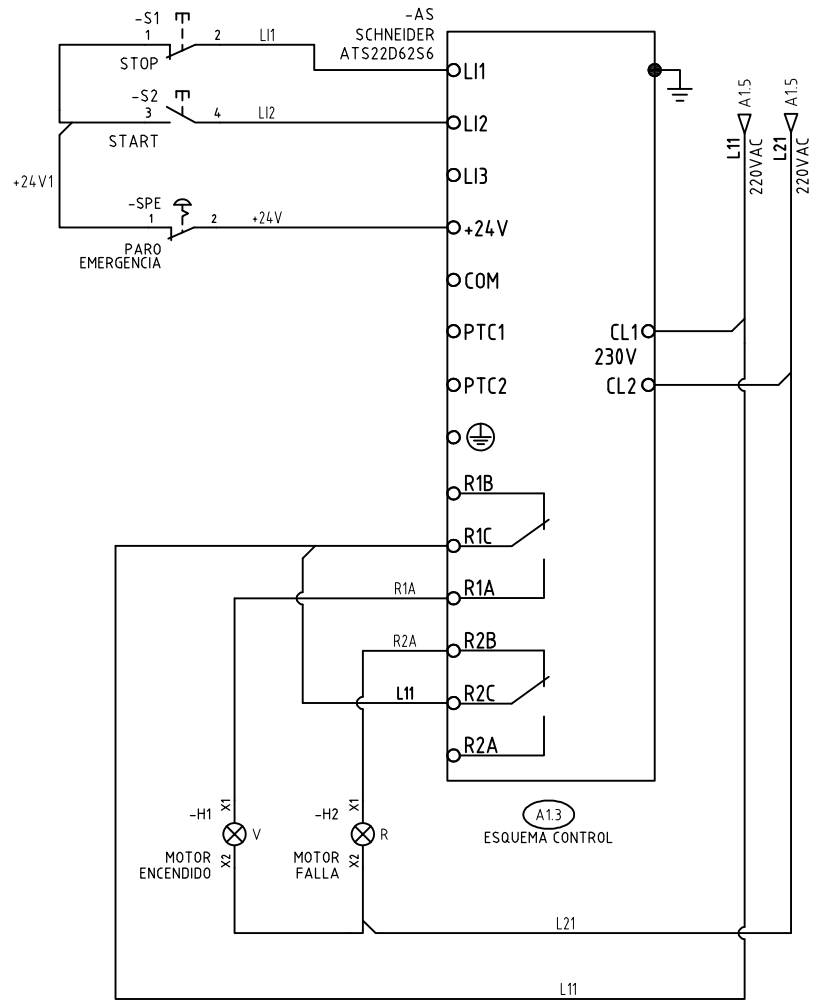 -S1
1
2
LI1
STOP
-AS
SCHNEIDER
ATS22D62S6
LI1
-S2
3
4
LI2
START
LI2
+24V1
LI3
-SPE
1
2
+24V
PARO
EMERGENCIA
+24V
COM
PTC1
PTC2
CL1
230V
CL2
L11
220VAC
A1.5
L21
220VAC
A1.5
R1B
R1C
R1A
R1A
R2A
R2B
L11
R2C
R2A
-H1
X1
V
X2
MOTOR
ENCENDIDO
-H2
X1
R
X2
MOTOR
FALLA
A1.3
ESQUEMA CONTROL
L21
L11